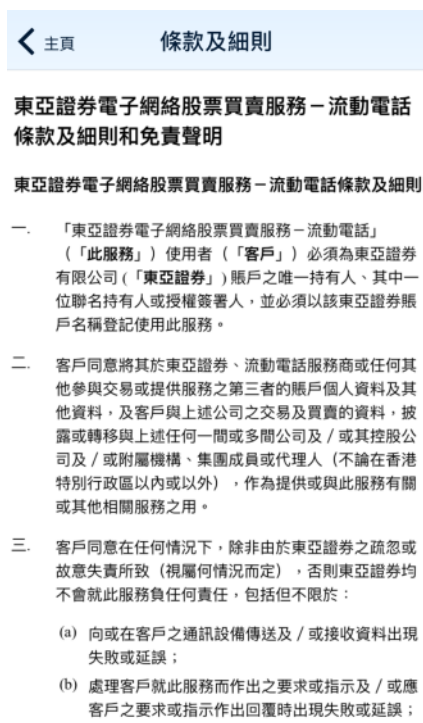 主頁 條款及細則
東亞證券電子網絡股票買賣服務－流動電話
條款及細則和免責聲明
東亞證券電子網絡股票買賣服務－流動電話條款及細則
一. 「東亞證券電子網絡股票買賣服務－流動電話」
（「此服務」）使用者（「客戶」）必須為東亞證券
有限公司 (「東亞證券」) 賬戶之唯一持有人、其中一
位聯名持有人或授權簽署人，並必須以該東亞證券賬
戶名稱登記使用此服務。
二. 客戶同意將其於東亞證券、流動電話服務商或任何其
他參與交易或提供服務之第三者的賬戶個人資料及其
他資料，及客戶與上述公司之交易及買賣的資料，披
露或轉移與上述任何一間或多間公司及 / 或其控股公
司及 / 或附屬機構、集團成員或代理人（不論在香港
特別行政區以內或以外），作為提供或與此服務有關
或其他相關服務之用。
三. 客戶同意在任何情況下，除非由於東亞證券之疏忽或
故意失責所致（視屬何情況而定），否則東亞證券均
不會就此服務負任何責任，包括但不限於：
(a) 向或在客戶之通訊設備傳送及 / 或接收資料出現
失敗或延誤；
(b) 處理客戶就此服務而作出之要求或指示及 / 或應
客戶之要求或指示作出回覆時出現失敗或延誤；